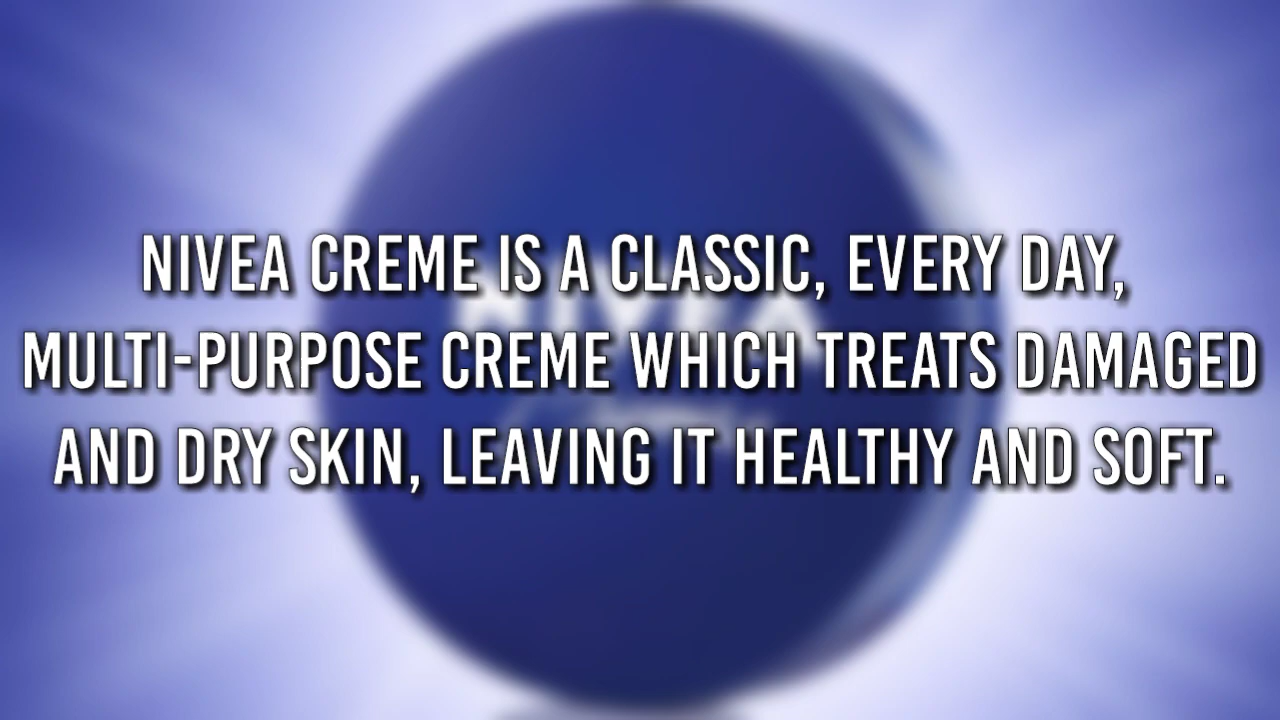 NIVEA CREME IS A CLASSIC, EVERY DAY,
MULTI-PURPOSE CREME WHICH TREATS DAMAGED
AND DRY SKIN, LEAVING IT HEALTHY AND SOFT.
NIVEA